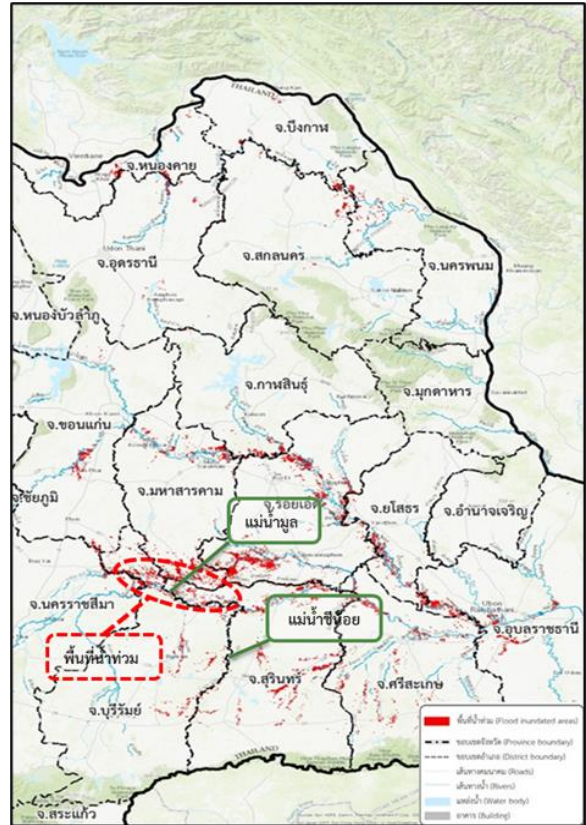 THAILAND
จ.บึงกาฬ
จ.หนองคาย
Vientiane
Udon Thani
จ.อุดรธานี
จ.สกลนคร
จ.นครพนม
จ.หนองบัวลำภู
จ.กาฬสินธุ์
จ.มุกดาหาร
จ.ขอนแก่น
จ.ชัยภูมิ
จ.มหาสารคาม
จ.ร้อยเอ็ด
จ.ยโสธร
จ.อำนาจเจริญ
แม่น้ำมูล
จ.นครราชสีมา
แม่น้ำชีน้อย
Ubon Ratchathani
จ.อุบลราชธานี
พื้นที่น้ำท่วม
จ.สุรินทร์
จ.ศรีสะเกษ
จ.บุรีรัมย์
THAILAND
จ.สระแก้ว
พื้นที่น้ำท่วม (Flood inundated areas)
ขอบเขตจังหวัด (Province boundary)
ขอบเขตอำเภอ (District boundary)
เส้นทางคมนาคม (Roads)
เส้นทางน้ำ (Rivers)
แหล่งน้ำ (Water body)
อาคาร (Building)